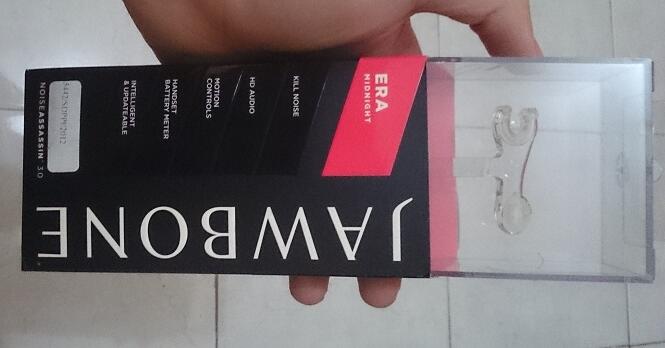 JAWBONE
ERA
MIDNIGHT
KILL NOISE
HD AUDIO
MOTION
CONTROLS
HANDSET
BATTERY METER
INTELLIGENT
& UPDATEABLE
NOISEASSASSIN 3.0